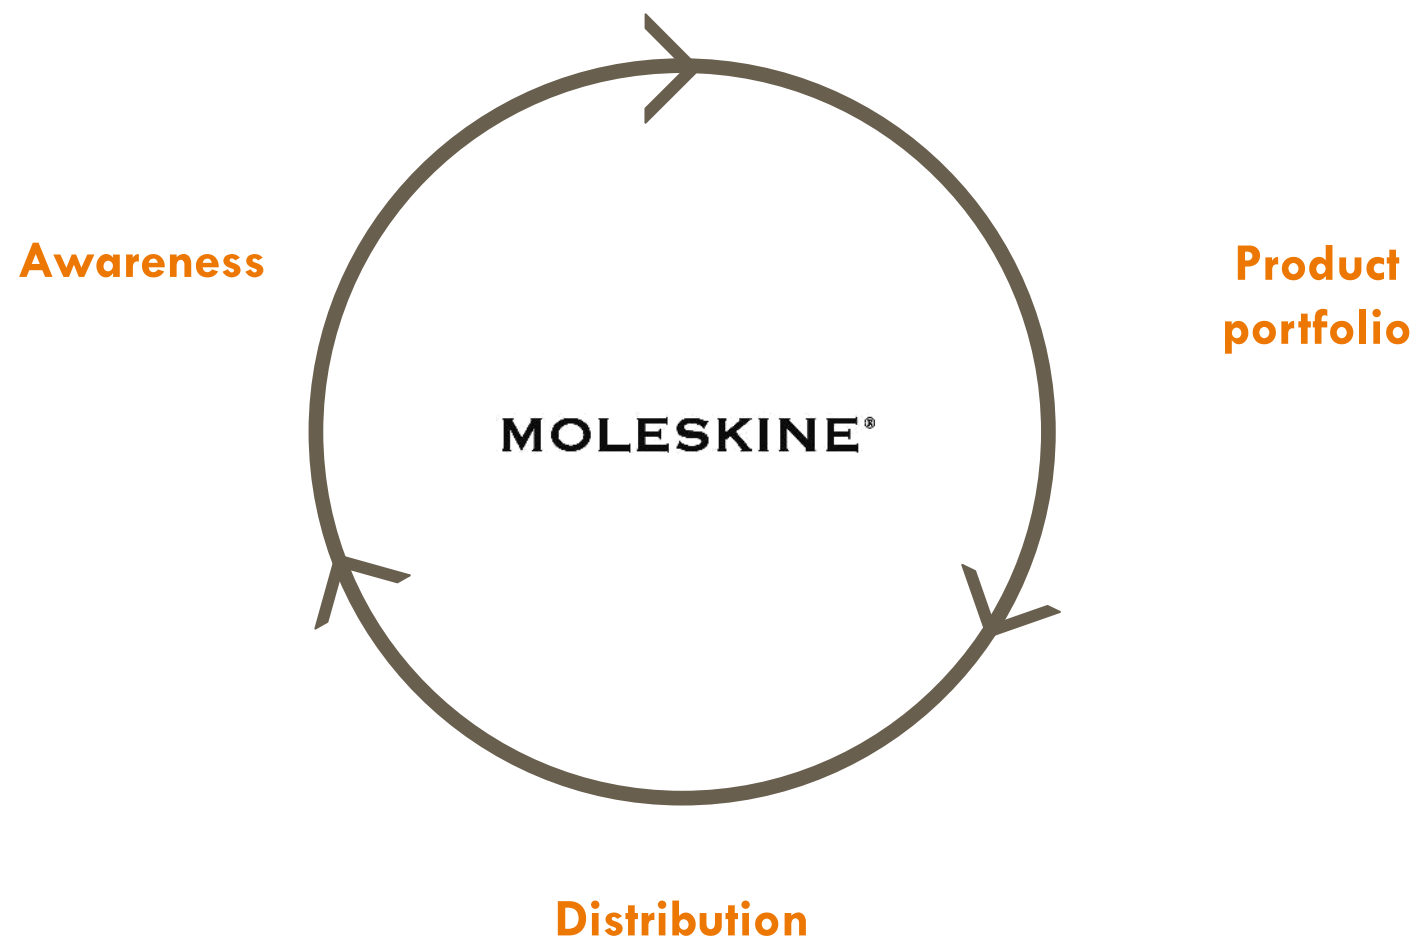 Awareness
Product
portfolio
MOLESKINE®
Distribution